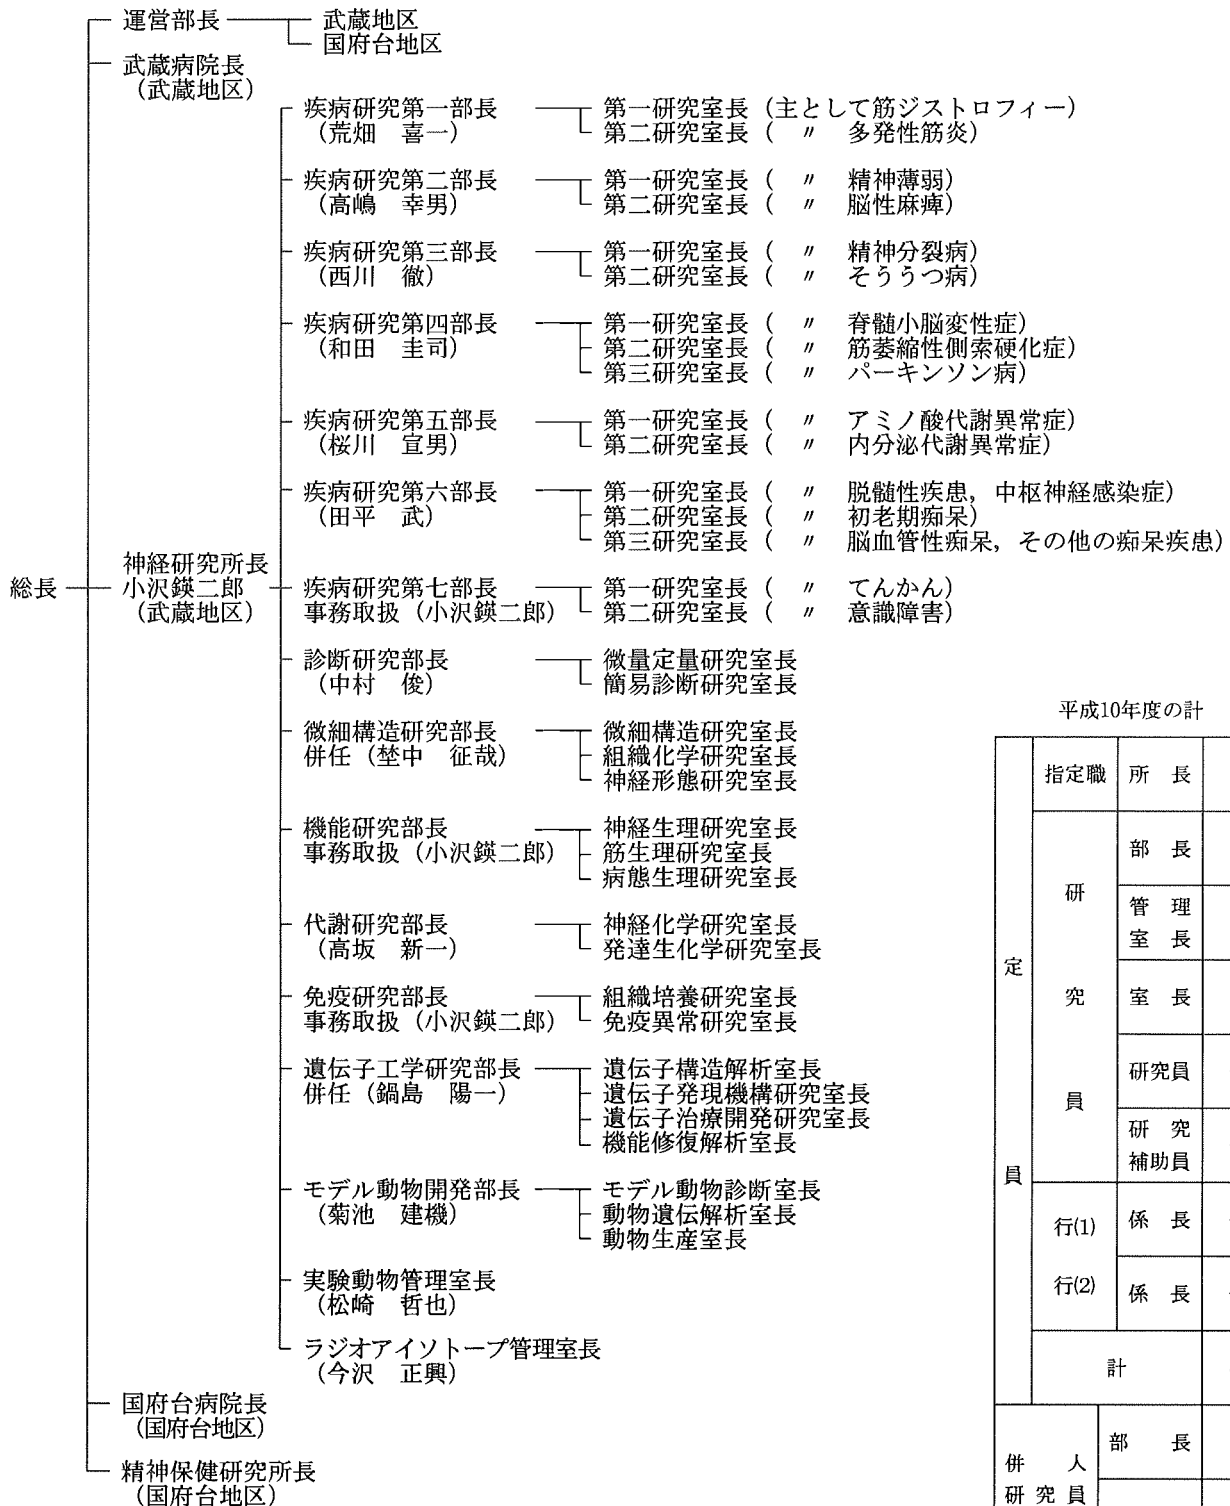 運営部長 武蔵地区
国府台地区
武蔵病院長
(武蔵地区)
疾病研究第一部長 第一研究室長 (主として筋ジストロフィー)
(荒畑 喜一) 第二研究室長 ( 〃 多発性筋炎)
疾病研究第二部長 第一研究室長 ( 〃 精神薄弱)
(高嶋 幸男) 第二研究室長 ( 〃 脳性麻痺)
疾病研究第三部長 第一研究室長 ( 〃 精神分裂病)
(西川 徹) 第二研究室長 ( 〃 そううつ病)
疾病研究第四部長 第一研究室長 ( 〃 脊髄小脳変性症)
(和田 圭司) 第二研究室長 ( 〃 筋萎縮性側索硬化症)
第三研究室長 ( 〃 パーキンソン病)
疾病研究第五部長 第一研究室長 ( 〃 アミノ酸代謝異常症)
(桜川 宣男) 第二研究室長 ( 〃 内分泌代謝異常症)
疾病研究第六部長 第一研究室長 ( 〃 脱髄性疾患, 中枢神経感染症)
(田平 武) 第二研究室長 ( 〃 初老期痴呆)
第三研究室長 ( 〃 脳血管性痴呆, その他の痴呆疾患)
総長
神経研究所長
小沢鍈二郎
(武蔵地区)
疾病研究第七部長 第一研究室長 ( 〃 てんかん)
事務取扱 (小沢鍈二郎) 第二研究室長 ( 〃 意識障害)
診断研究部長 微量定量研究室長
(中村 俊) 簡易診断研究室長
微細構造研究部長 微細構造研究室長
併任 (埜中 征哉) 組織化学研究室長
神経形態研究室長
機能研究部長 神経生理研究室長
事務取扱 (小沢鍈二郎) 筋生理研究室長
病態生理研究室長
代謝研究部長 神経化学研究室長
(高坂 新一) 発達生化学研究室長
免疫研究部長 組織培養研究室長
事務取扱 (小沢鍈二郎) 免疫異常研究室長
遺伝子工学研究部長 遺伝子構造解析室長
併任 (鍋島 陽一) 遺伝子発現機構研究室長
遺伝子治療開発研究室長
機能修復解析室長
モデル動物開発部長 モデル動物診断室長
(菊池 建機) 動物遺伝解析室長
動物生産室長
実験動物管理室長
(松崎 哲也)
ラジオアイソトープ管理室長
(今沢 正興)
国府台病院長
(国府台地区)
精神保健研究所長
(国府台地区)
平成10年度の計
定員
指定職 所長
研究員
部長
管理
室長
室長
研究員
研究
補助員
行(1) 係長
行(2) 係長
計
併 人
研究員
部長